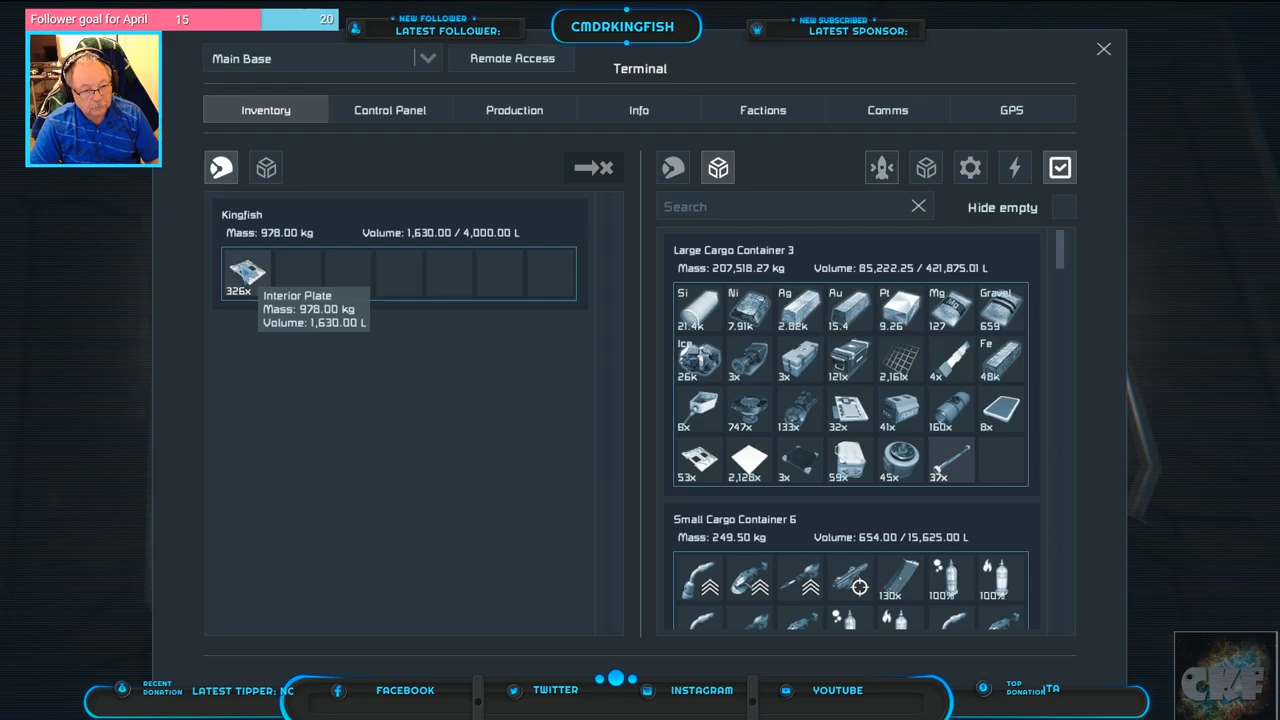 Follower goal for April 15 20
NEW FOLLOWER
LATEST FOLLOWER:
CMDRKINGFISH
NEW SUBSCRIBER
LATEST SPONSOR:
Main Base
Remote Access
Terminal
Inventory Control Panel Production Info Factions Comms GPS
Search
Hide empty
Kingfish
Mass: 978.00 kg Volume: 1,630.00 / 4,000.00 L
326x
Interior Plate
Mass: 978.00 kg
Volume: 1,630.00 L
Large Cargo Container 3
Mass: 207,518.27 kg Volume: 85,222.25 / 421,875.01 L
Si Ni Ag Au Pt Mg Gravel
21.4k 7.91k 2.82k 15.4 9.26 127 659
Ice Fe
26k 3x 3x 121x 2,161x 4x 48k
6x 747x 133x 32x 41x 160x 8x
53x 2,128x 3x 59x 45x 37x
Small Cargo Container 6
Mass: 249.50 kg Volume: 654.00 / 15,625.00 L
130x 100% 100%
RECENT DONATION
LATEST TIPPER: NC
FACEBOOK TWITTER INSTAGRAM YOUTUBE
TOP DONATION
TA
CKF